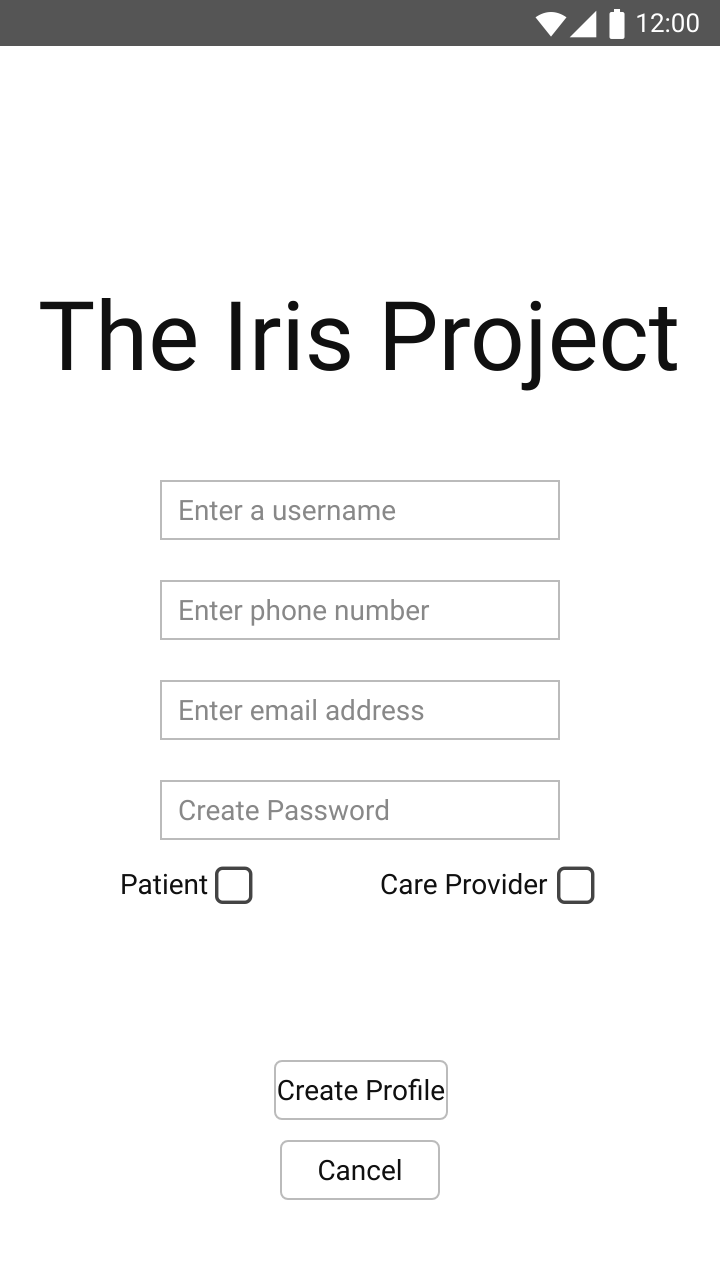 12:00
The Iris Project
Enter a username
Enter phone number
Enter email address
Create Password
Patient Care Provider
Create Profile
Cancel